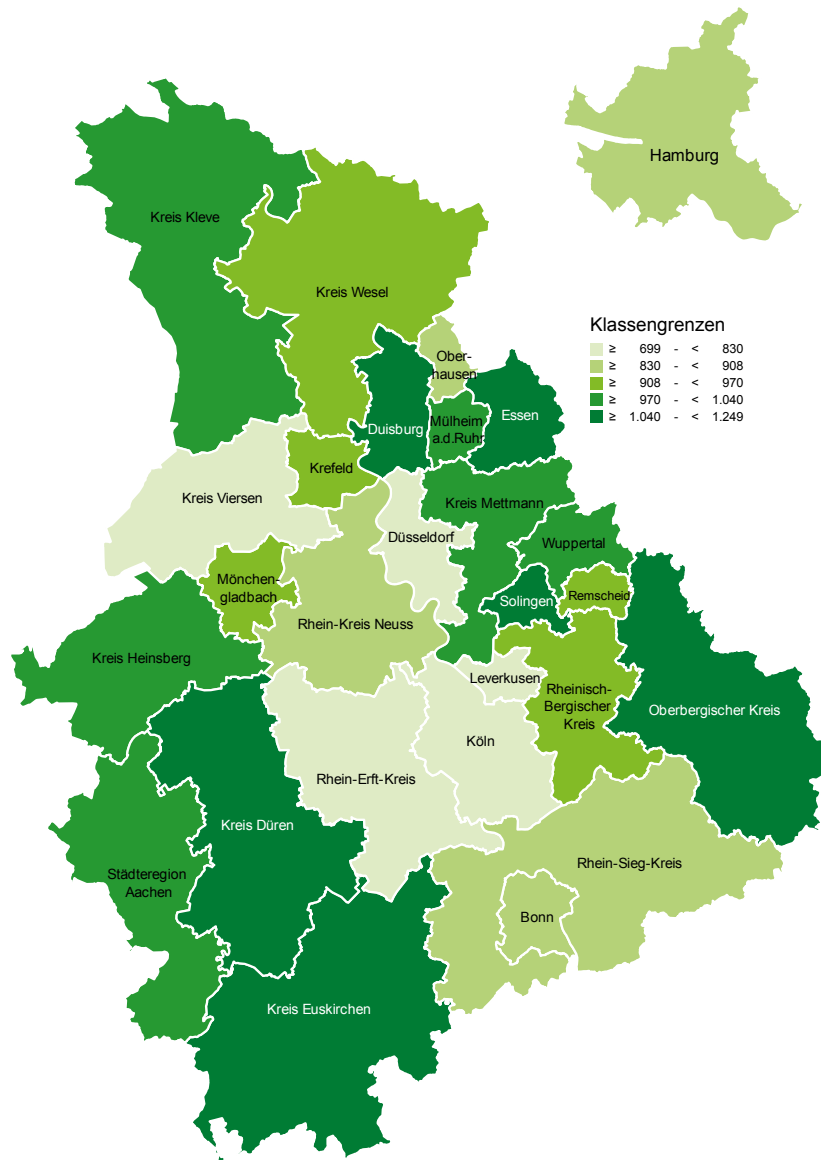 Hamburg
Kreis Kleve
Kreis Wesel
Klassengrenzen
≥ 699 - < 830
≥ 830 - < 908
≥ 908 - < 970
≥ 970 - < 1.040
≥ 1.040 - < 1.249
Ober-
hausen
Duisburg
Mülheim
a.d.Ruhr
Essen
Krefeld
Kreis Viersen
Kreis Mettmann
Düsseldorf
Wuppertal
Mönchen-
gladbach
Solingen
Remscheid
Rhein-Kreis Neuss
Kreis Heinsberg
Leverkusen
Rheinisch-
Bergischer
Kreis
Oberbergischer Kreis
Köln
Rhein-Erft-Kreis
Kreis Düren
Städteregion
Aachen
Rhein-Sieg-Kreis
Bonn
Kreis Euskirchen